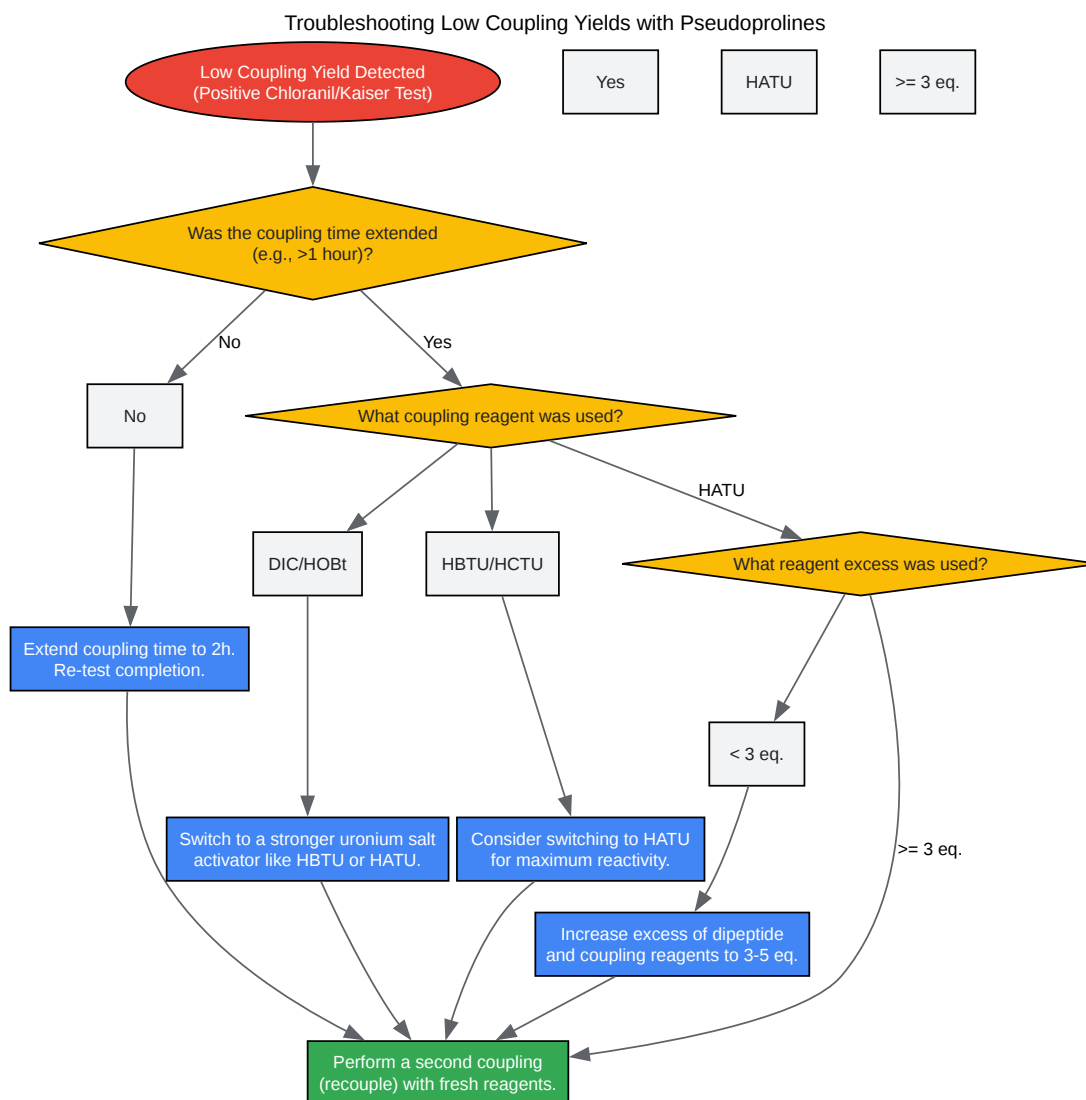 Troubleshooting Low Coupling Yields with Pseudoprolines
Low Coupling Yield Detected
(Positive Chloranil/Kaiser Test)
Yes
HATU
>= 3 eq.
Was the coupling time extended
(e.g., >1 hour)?
No
Yes
No
What coupling reagent was used?
HATU
DIC/HOBt
HBTU/HCTU
What reagent excess was used?
Extend coupling time to 2h.
Re-test completion.
< 3 eq.
Switch to a stronger uronium salt
activator like HBTU or HATU.
Consider switching to HATU
for maximum reactivity.
>= 3 eq.
Increase excess of dipeptide
and coupling reagents to 3-5 eq.
Perform a second coupling
(recouple) with fresh reagents.